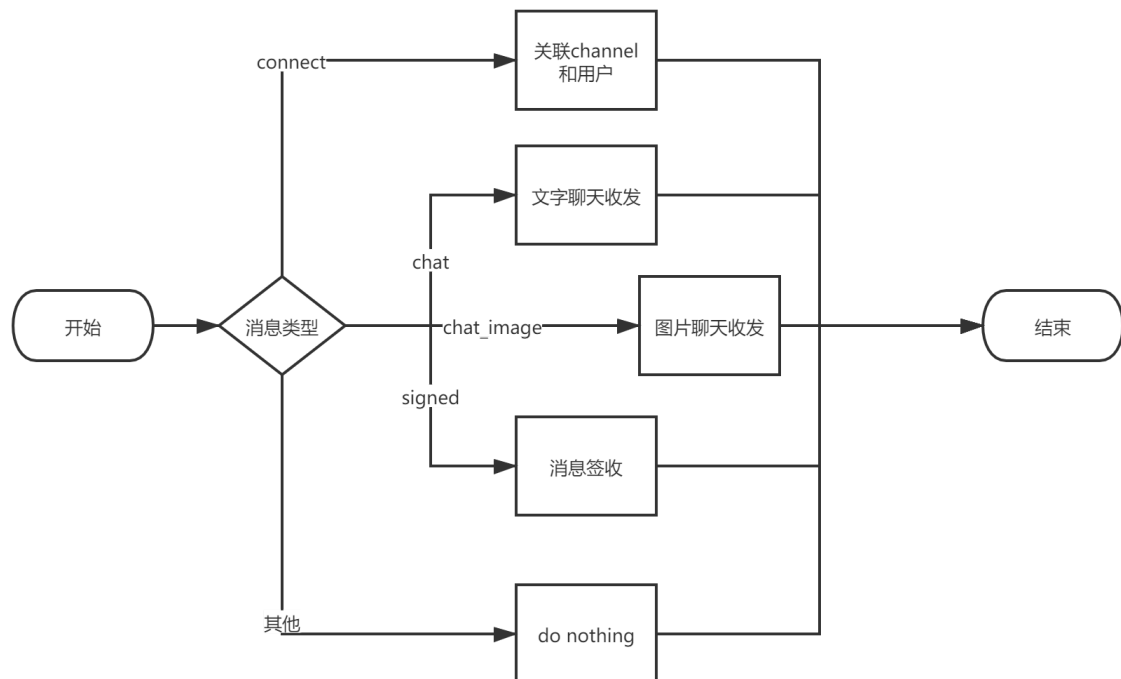 connect
关联channel
和用户
文字聊天收发
chat
开始
消息类型
chat_image
图片聊天收发
结束
signed
消息签收
其他
do nothing